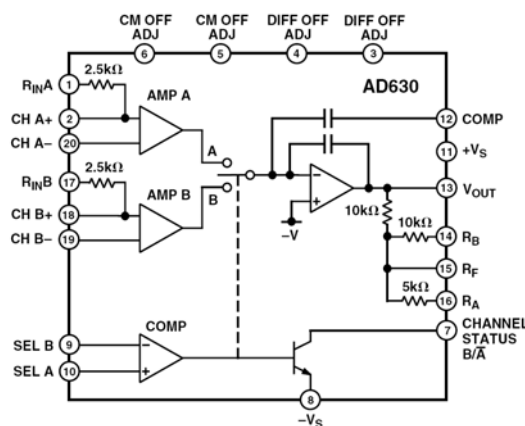 CM OFF ADJ
CM OFF ADJ
DIFF OFF ADJ
DIFF OFF ADJ
6
5
4
3
AD630
RINA
1
2.5kΩ
AMP A
CH A+
2
CH A–
20
A
12
COMP
11
+VS
RINB
17
2.5kΩ
B
–
+
13
VOUT
CH B+
18
AMP B
–V
10kΩ
10kΩ
14
RB
CH B–
19
15
RF
5kΩ
16
RA
COMP
7
CHANNEL
STATUS
B/A̅
SEL B
9
–
SEL A
10
+
8
–VS